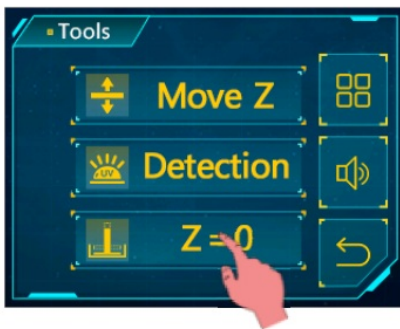 Tools
Move Z
UV
Detection
Z = 0